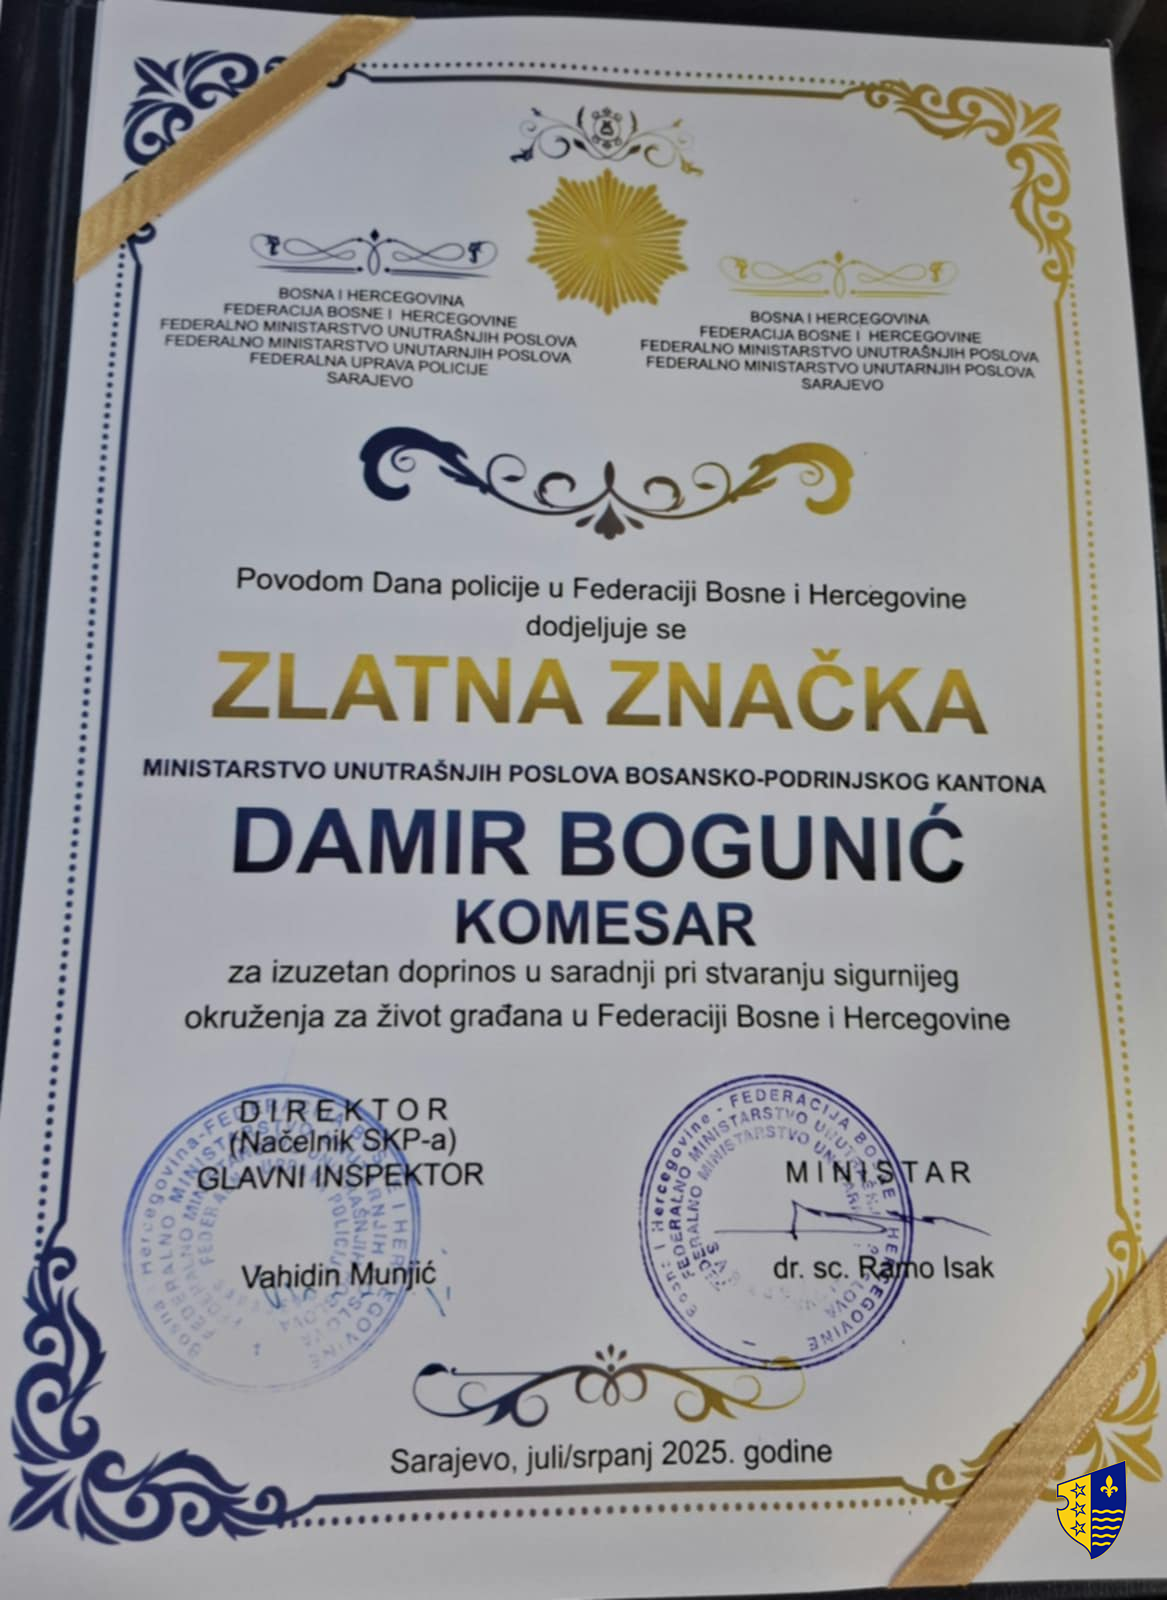 BOSNA I HERCEGOVINA
FEDERACIJA BOSNE I HERCEGOVINE
FEDERALNO MINISTARSTVO UNUTRAŠNJIH POSLOVA
FEDERALNO MINISTARSTVO UNUTARNJIH POSLOVA
FEDERALNA UPRAVA POLICIJE
SARAJEVO
BOSNA I HERCEGOVINA
FEDERACIJA BOSNE I HERCEGOVINE
FEDERALNO MINISTARSTVO UNUTRAŠNJIH POSLOVA
FEDERALNO MINISTARSTVO UNUTARNJIH POSLOVA
SARAJEVO
Povodom Dana policije u Federaciji Bosne i Hercegovine
dodjeljuje se
ZLATNA ZNAČKA
MINISTARSTVO UNUTRAŠNJIH POSLOVA BOSANSKO-PODRINJSKOG KANTONA
DAMIR BOGUNIĆ
KOMESAR
za izuzetan doprinos u saradnji pri stvaranju sigurnijeg
okruženja za život građana u Federaciji Bosne i Hercegovine
DIREKTOR
(Načelnik SKP-a)
GLAVNI INSPEKTOR
Vahidin Munjić
MINISTAR
dr. sc. Ramo Isak
Sarajevo, juli/srpanj 2025. godine